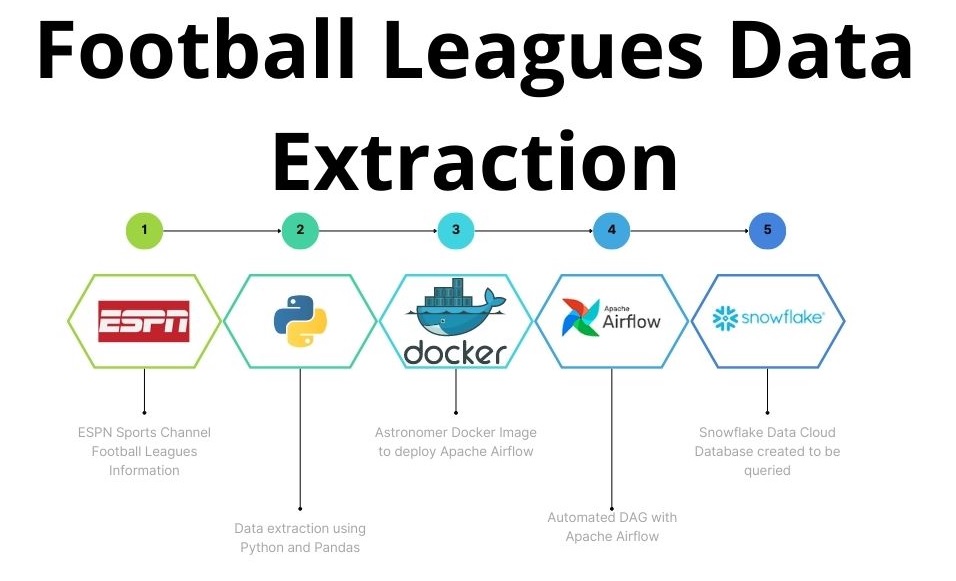 Football Leagues Data
Extraction
1
2
3
4
5
ESPN
docker
Apache
Airflow
snowflake®
ESPN Sports Channel
Football Leagues
Information
Data extraction using
Python and Pandas
Astronomer Docker Image
to deploy Apache Airflow
Automated DAG with
Apache Airflow
Snowflake Data Cloud
Database created to be
queried